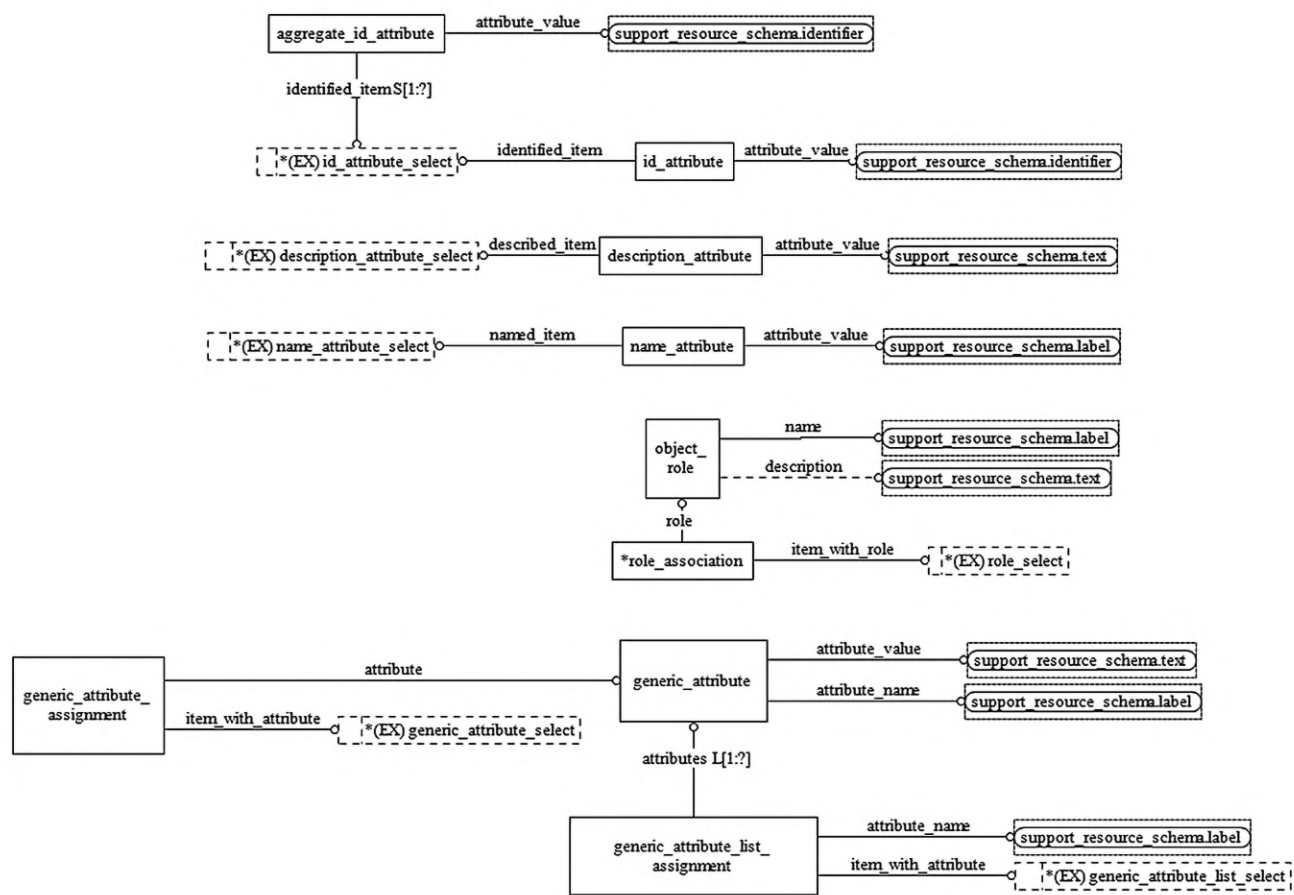 aggregate_id_attribute
attribute_value
support_resource_schema.identifier
identified_itemS[1:?]
*(EX) id_attribute_select
identified_item
id_attribute
attribute_value
support_resource_schema.identifier
*(EX) description_attribute_select
described_item
description_attribute
attribute_value
support_resource_schema.text
*(EX) name_attribute_select
named_item
name_attribute
attribute_value
support_resource_schema.label
object_
role
name
support_resource_schema.label
description
support_resource_schema.text
role
*role_association
item_with_role
*(EX) role_select
generic_attribute_
assignment
attribute
generic_attribute
attribute_value
support_resource_schema.text
attribute_name
support_resource_schema.label
item_with_attribute
*(EX) generic_attribute_select
attributes L[1:?]
generic_attribute_list_
assignment
attribute_name
support_resource_schema.label
item_with_attribute
*(EX) generic_attribute_list_select